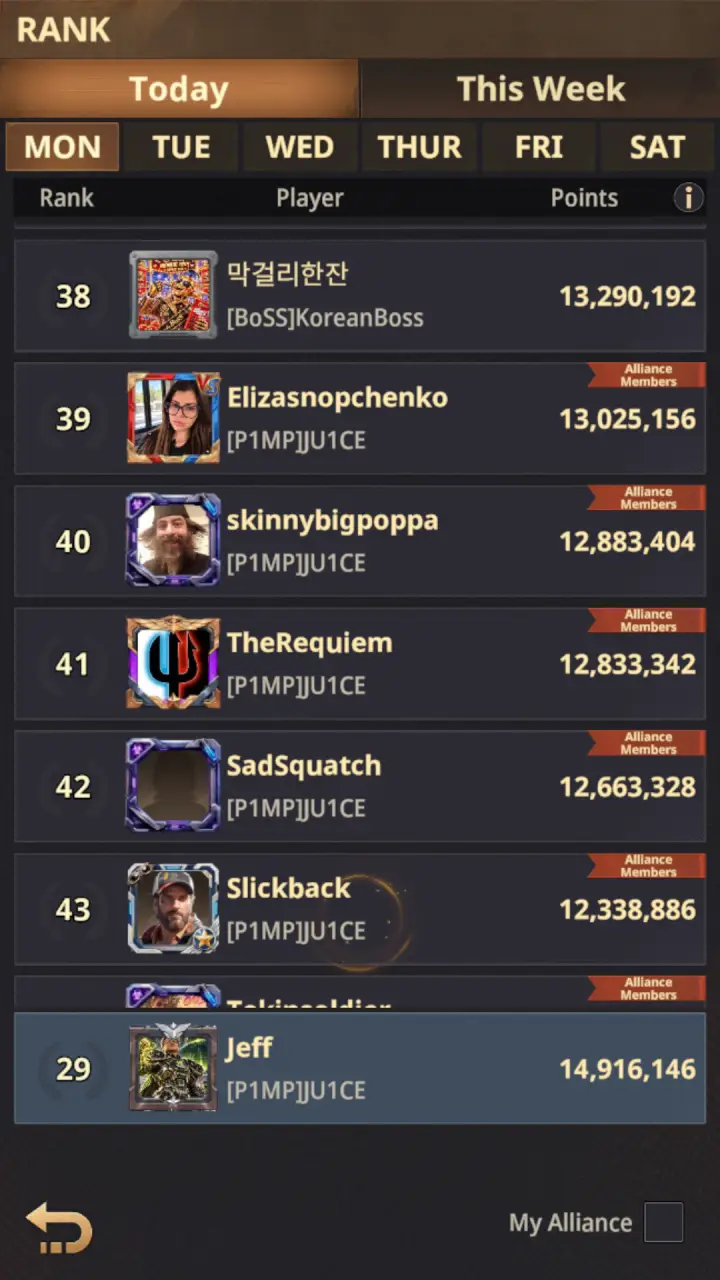 RANK
Today
This Week
MON
TUE
WED
THUR
FRI
SAT
Rank
Player
Points
38
막걸리한잔
[BoSS]KoreanBoss
13,290,192
39
Elizasnopchenko
[P1MP]JU1CE
Alliance
Members
13,025,156
40
skinnybigpoppa
[P1MP]JU1CE
Alliance
Members
12,883,404
41
TheRequiem
[P1MP]JU1CE
Alliance
Members
12,833,342
42
SadSquatch
[P1MP]JU1CE
Alliance
Members
12,663,328
43
Slickback
[P1MP]JU1CE
Alliance
Members
12,338,886
Alliance
Members
29
Jeff
[P1MP]JU1CE
14,916,146
My Alliance